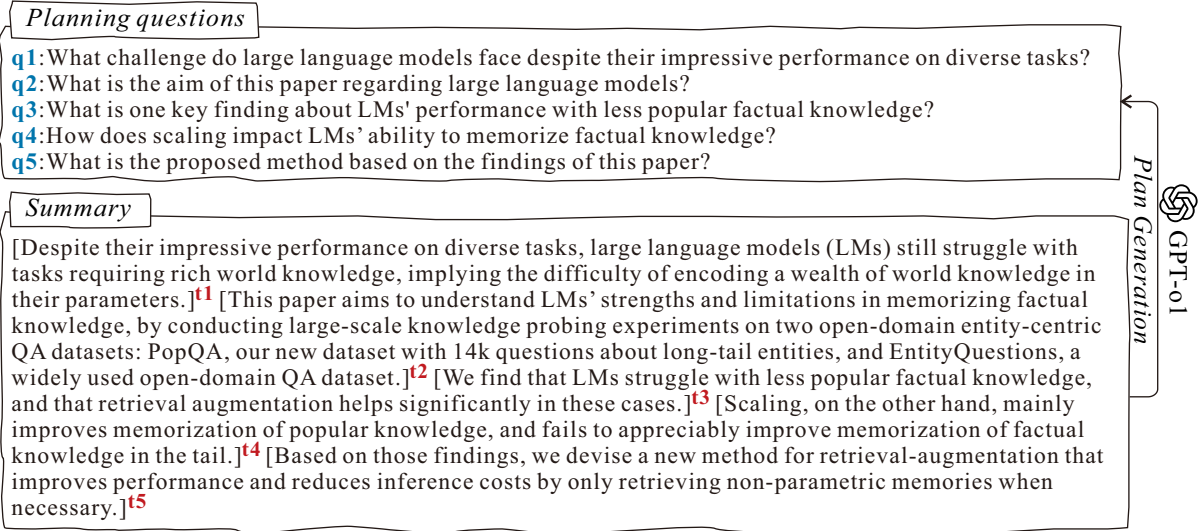 Planning questions
q1:What challenge do large language models face despite their impressive performance on diverse tasks?
q2:What is the aim of this paper regarding large language models?
q3:What is one key finding about LMs' performance with less popular factual knowledge?
q4:How does scaling impact LMs' ability to memorize factual knowledge?
q5:What is the proposed method based on the findings of this paper?
Summary
[Despite their impressive performance on diverse tasks, large language models (LMs) still struggle with
tasks requiring rich world knowledge, implying the difficulty of encoding a wealth of world knowledge in
their parameters.]t1 [This paper aims to understand LMs' strengths and limitations in memorizing factual
knowledge, by conducting large-scale knowledge probing experiments on two open-domain entity-centric
QA datasets: PopQA, our new dataset with 14k questions about long-tail entities, and EntityQuestions, a
widely used open-domain QA dataset.]t2 [We find that LMs struggle with less popular factual knowledge,
and that retrieval augmentation helps significantly in these cases.]t3 [Scaling, on the other hand, mainly
improves memorization of popular knowledge, and fails to appreciably improve memorization of factual
knowledge in the tail.]t4 [Based on those findings, we devise a new method for retrieval-augmentation that
improves performance and reduces inference costs by only retrieving non-parametric memories when
necessary.]t5
Plan Generation
GPT-o1